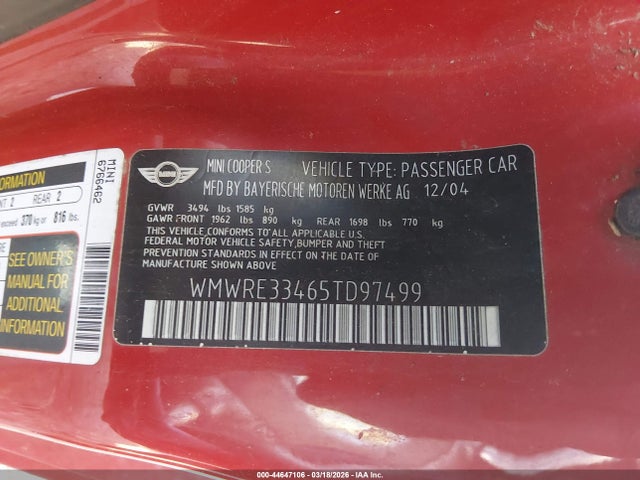 MINI
6766462
ORMATION
NT 2 REAR 2
exceed 370 kg or 816 lbs.
SEE OWNER'S
MANUAL FOR
ADDITIONAL
INFORMATION
MINI
MINI COOPER S VEHICLE TYPE: PASSENGER CAR
MFD BY BAYERISCHE MOTOREN WERKE AG 12/04
GVWR 3494 lbs 1585 kg
GAWR FRONT 1962 lbs 890 kg REAR 1698 lbs 770 kg
THIS VEHICLE CONFORMS TO ALL APPLICABLE
FEDERAL MOTOR VEHICLE SAFETY,BUMPER AND THEFT
PREVENTION STANDARDS IN EFFECT ON THE DATE OF
MANUFACTURE SHOWN ABOVE.
WMWRE33465TD97499
000-44647106 - 03/18/2026 - IAA Copart